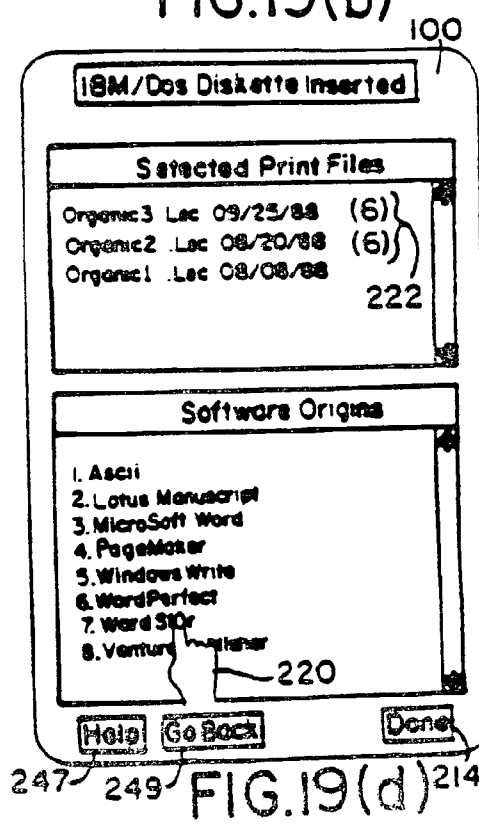 FIG.19(b)
100
IBM/Dos Diskette Inserted
Selected Print Files
Organic3 .Lec 09/25/88 (6)
Organic2 .Lec 08/20/88 (6)
Organic1 .Lec 08/08/88
222
Software Origins
1. Ascii
2. Lotus Manuscript
3. MicroSoft Word
4. PageMaker
5. Windows Write
6. WordPerfect
7. Word Star
8. Ventura
220
Help Go Back Done
247 249 214
FIG.19(d)